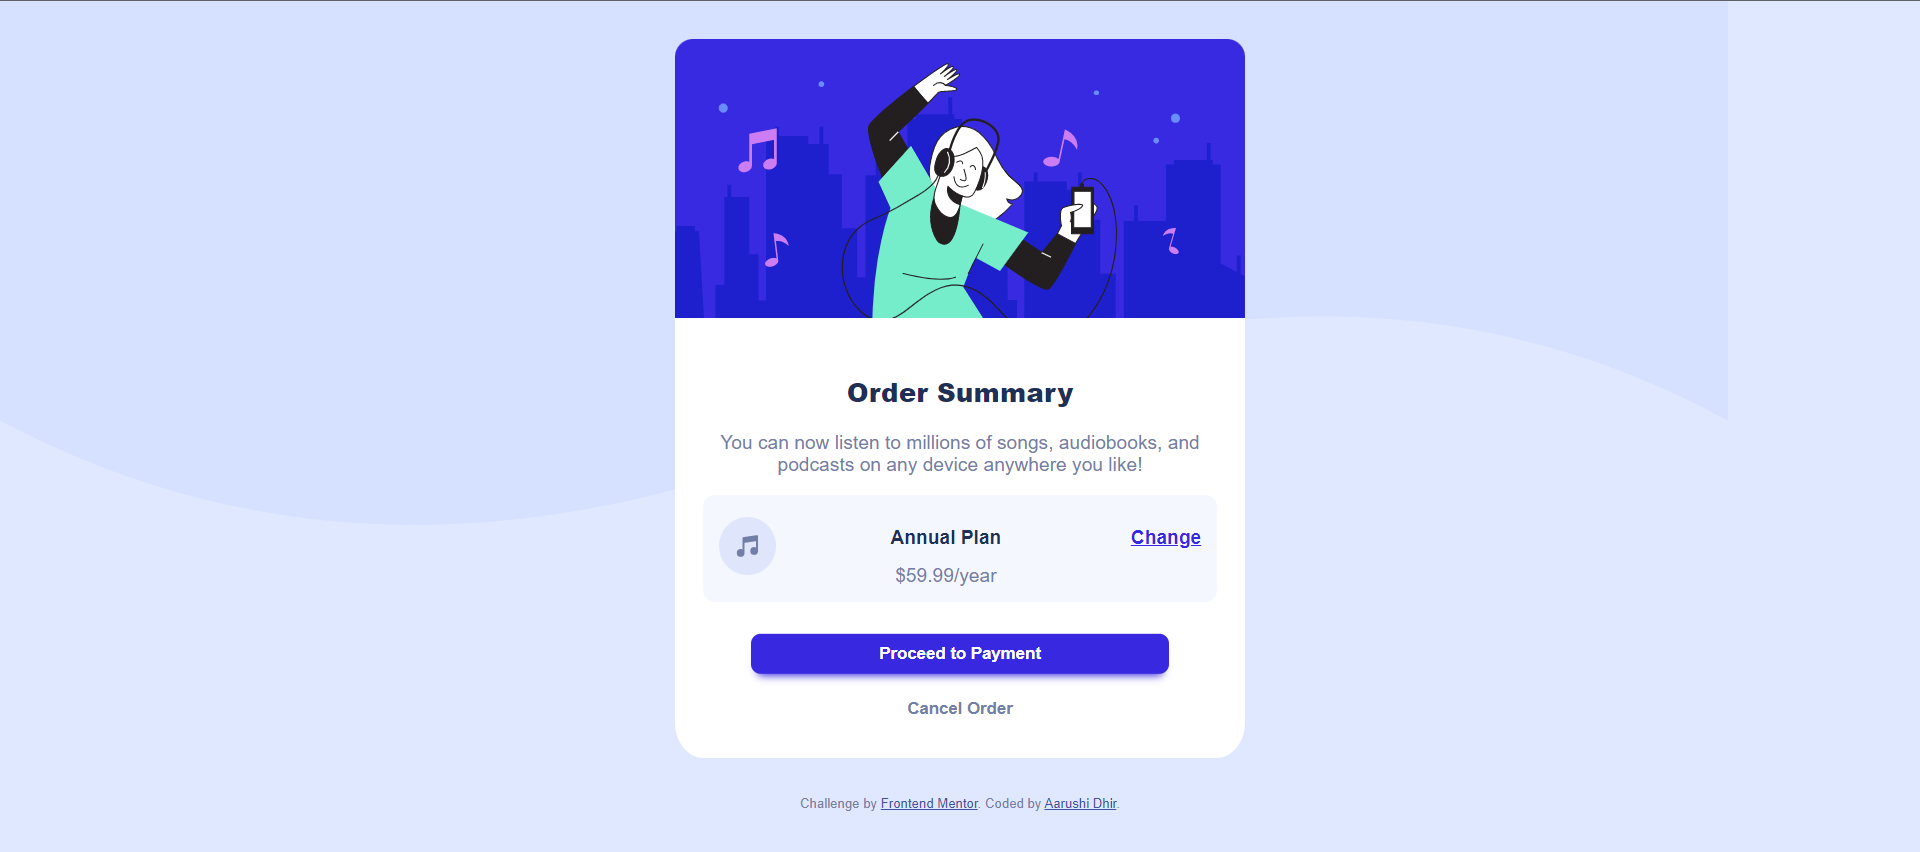 Order Summary
You can now listen to millions of songs, audiobooks, and
podcasts on any device anywhere you like!
Annual Plan
Change
$59.99/year
Proceed to Payment
Cancel Order
Challenge by Frontend Mentor. Coded by Aarushi Dhir.